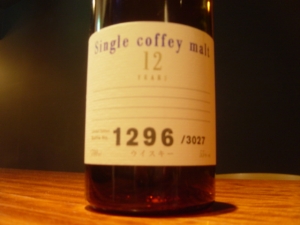 Single coffey malt
12
YEARS
1296 /3027
ウイスキー